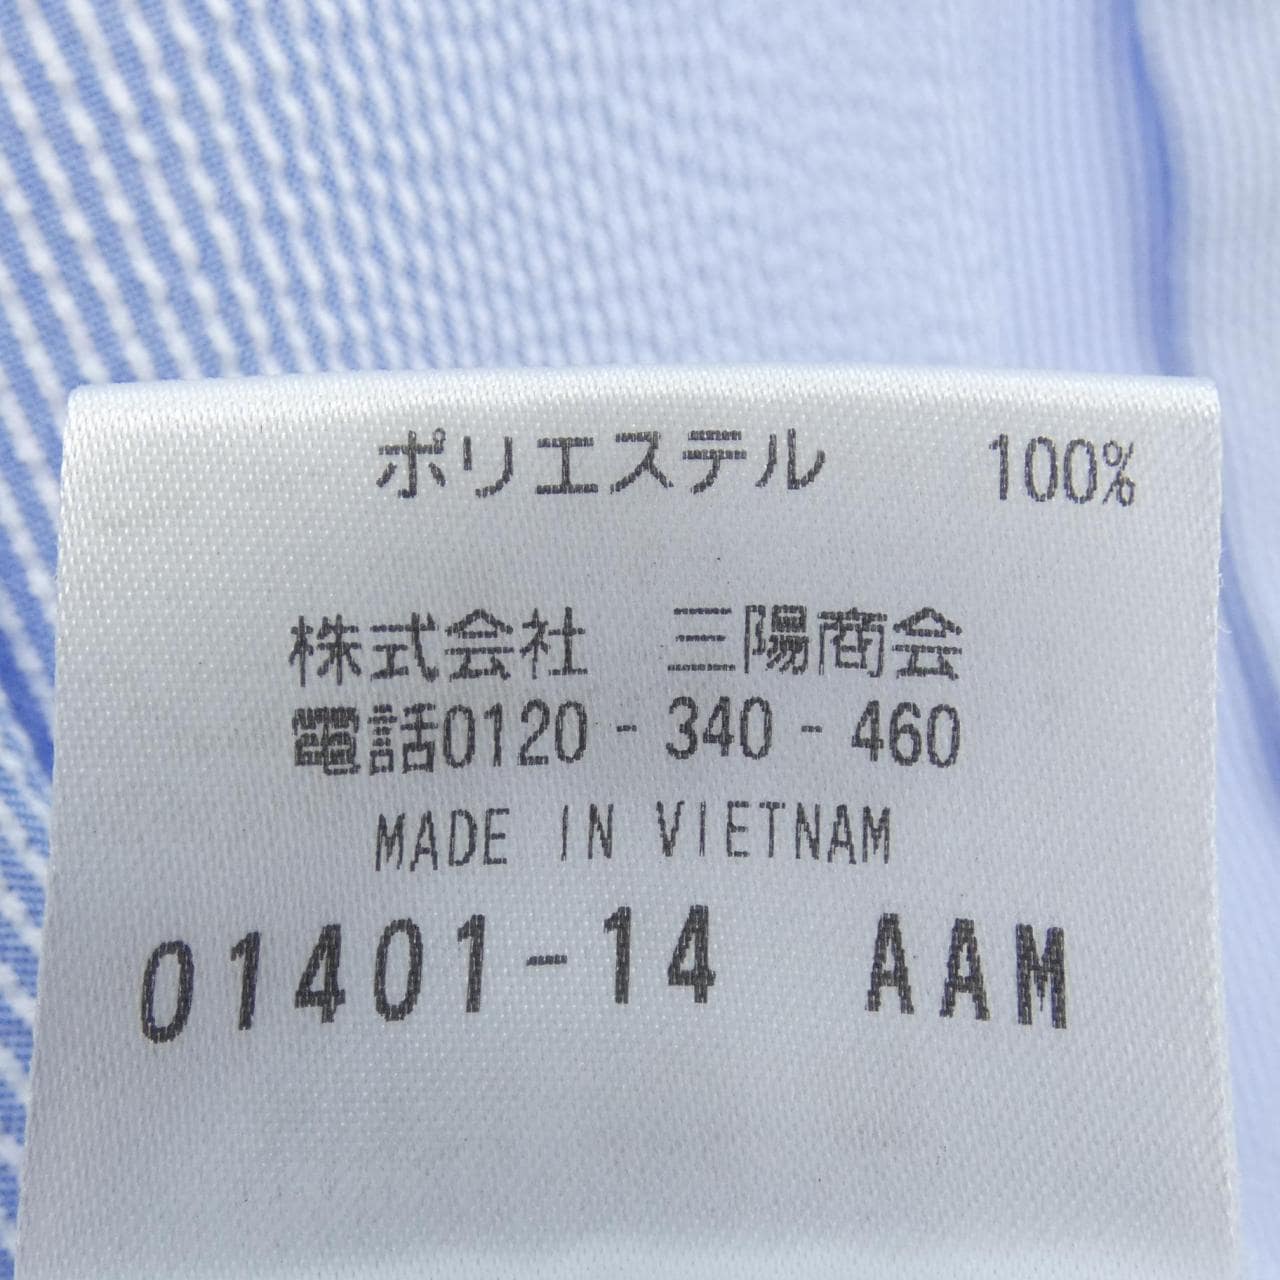 ポリエステル 100%
株式会社 三陽商会
電話0120-340-460
MADE IN VIETNAM
01401-14 AAM